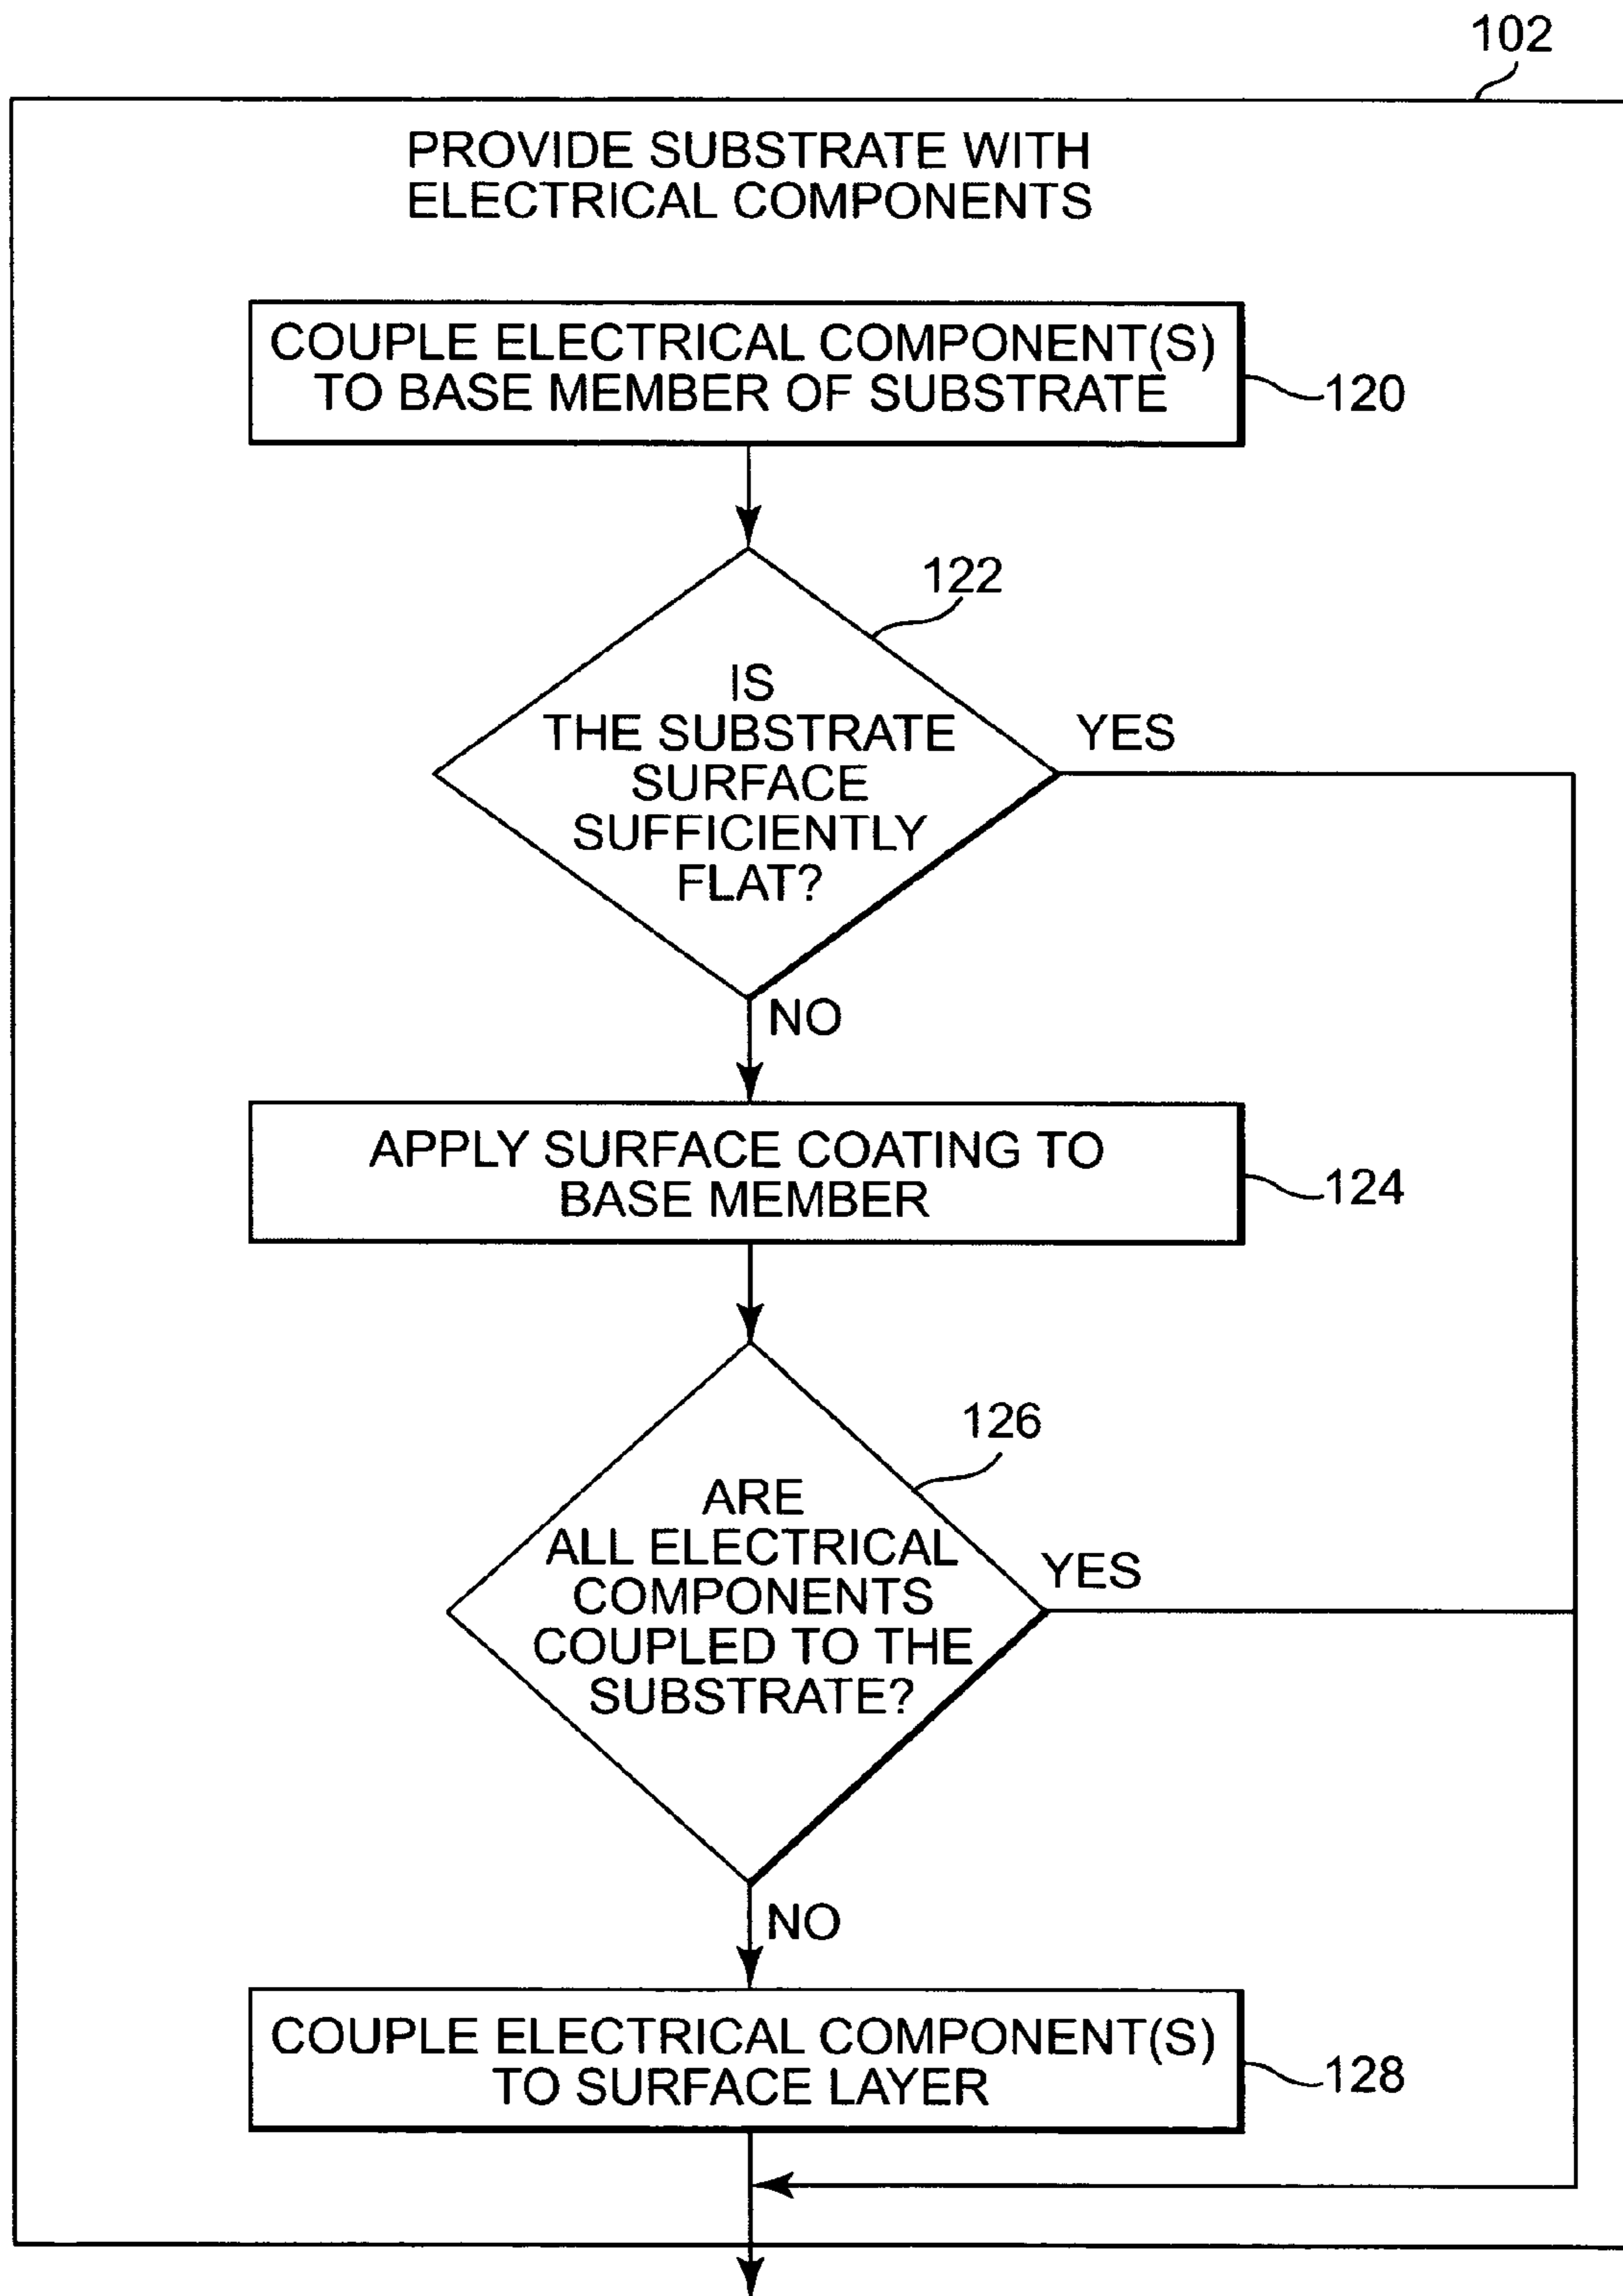 102
PROVIDE SUBSTRATE WITH
ELECTRICAL COMPONENTS
COUPLE ELECTRICAL COMPONENT(S)
TO BASE MEMBER OF SUBSTRATE
120
122
IS
THE SUBSTRATE
SURFACE
SUFFICIENTLY
FLAT?
YES
NO
APPLY SURFACE COATING TO
BASE MEMBER
124
126
ARE
ALL ELECTRICAL
COMPONENTS
COUPLED TO THE
SUBSTRATE?
YES
NO
COUPLE ELECTRICAL COMPONENT(S)
TO SURFACE LAYER
128